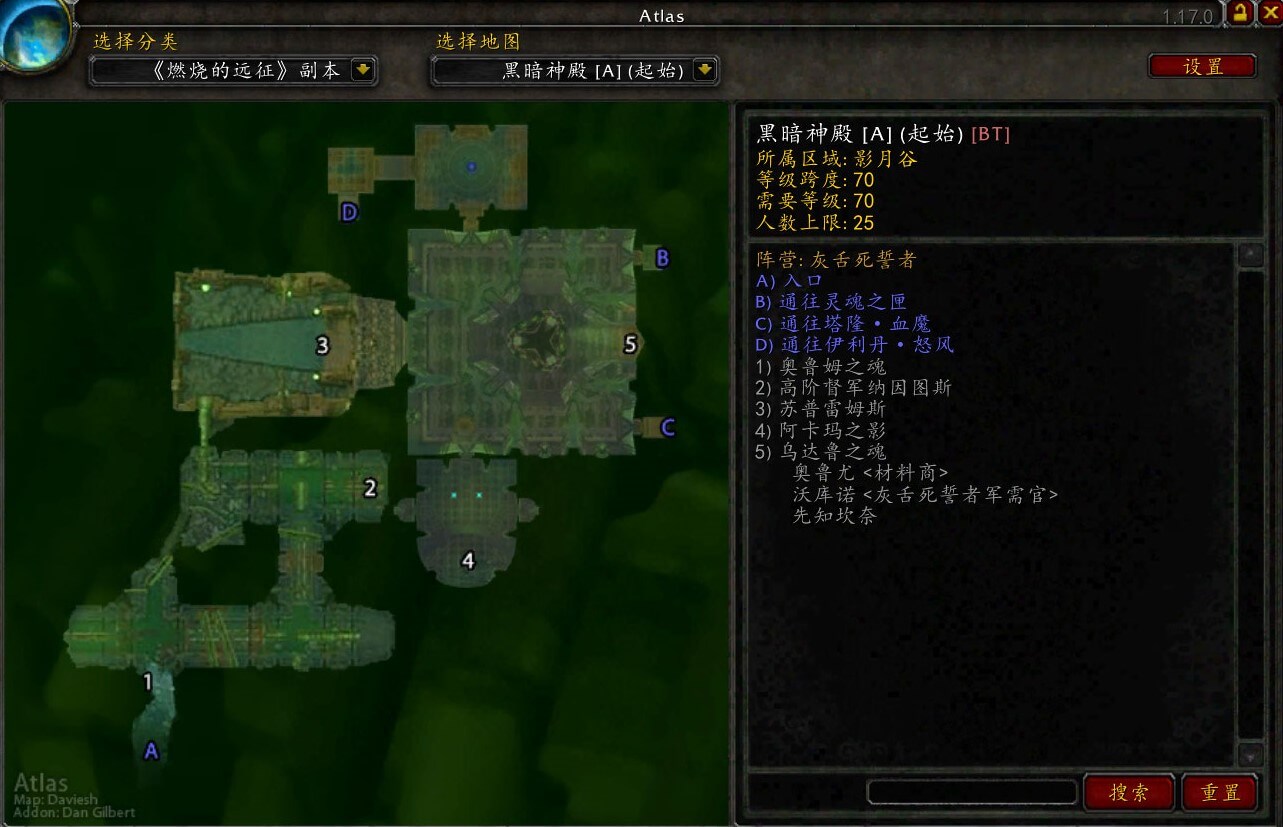 Atlas
1.17.0
选择分类
选择地图
《燃烧的远征》副本
黑暗神殿 [A] (起始)
设置
黑暗神殿 [A] (起始) [BT]
所属区域: 影月谷
等级跨度: 70
需要等级: 70
人数上限: 25
阵营: 灰舌死誓者
A) 入口
B) 通往灵魂之匣
C) 通往塔隆·血魔
D) 通往伊利丹·怒风
1) 奥鲁姆之魂
2) 高阶督军纳因图斯
3) 苏普雷姆斯
4) 阿卡玛之影
5) 乌达鲁之魂
奥鲁尤 <材料商>
沃库诺 <灰舌死誓者军需官>
先知坎奈
D
B
3
5
C
2
4
1
A
Atlas
Map: Daviesh
Addon: Dan Gilbert
搜索
重置